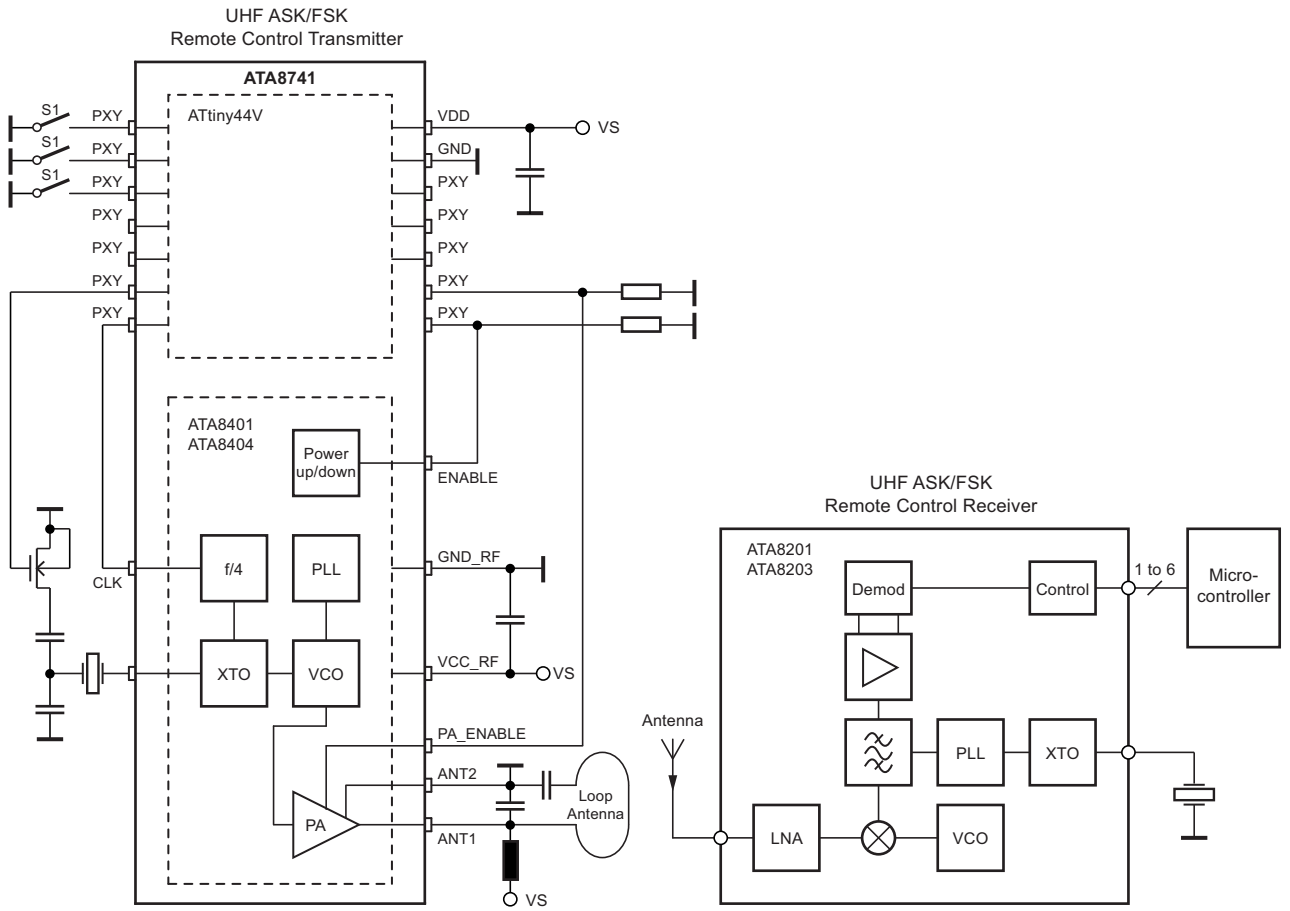 UHF ASK/FSK
Remote Control Transmitter
ATA8741
ATtiny44V
S1
PXY
S1
PXY
S1
PXY
PXY
PXY
PXY
PXY
VDD
VS
GND
PXY
PXY
PXY
PXY
PXY
ATA8401
ATA8404
Power
up/down
ENABLE
CLK
f/4
PLL
GND_RF
XTO
VCO
VCC_RF
VS
PA_ENABLE
ANT2
Loop
Antenna
PA
ANT1
VS
UHF ASK/FSK
Remote Control Receiver
ATA8201
ATA8203
Demod
Control
1 to 6
Micro-
controller
Antenna
PLL
XTO
LNA
VCO